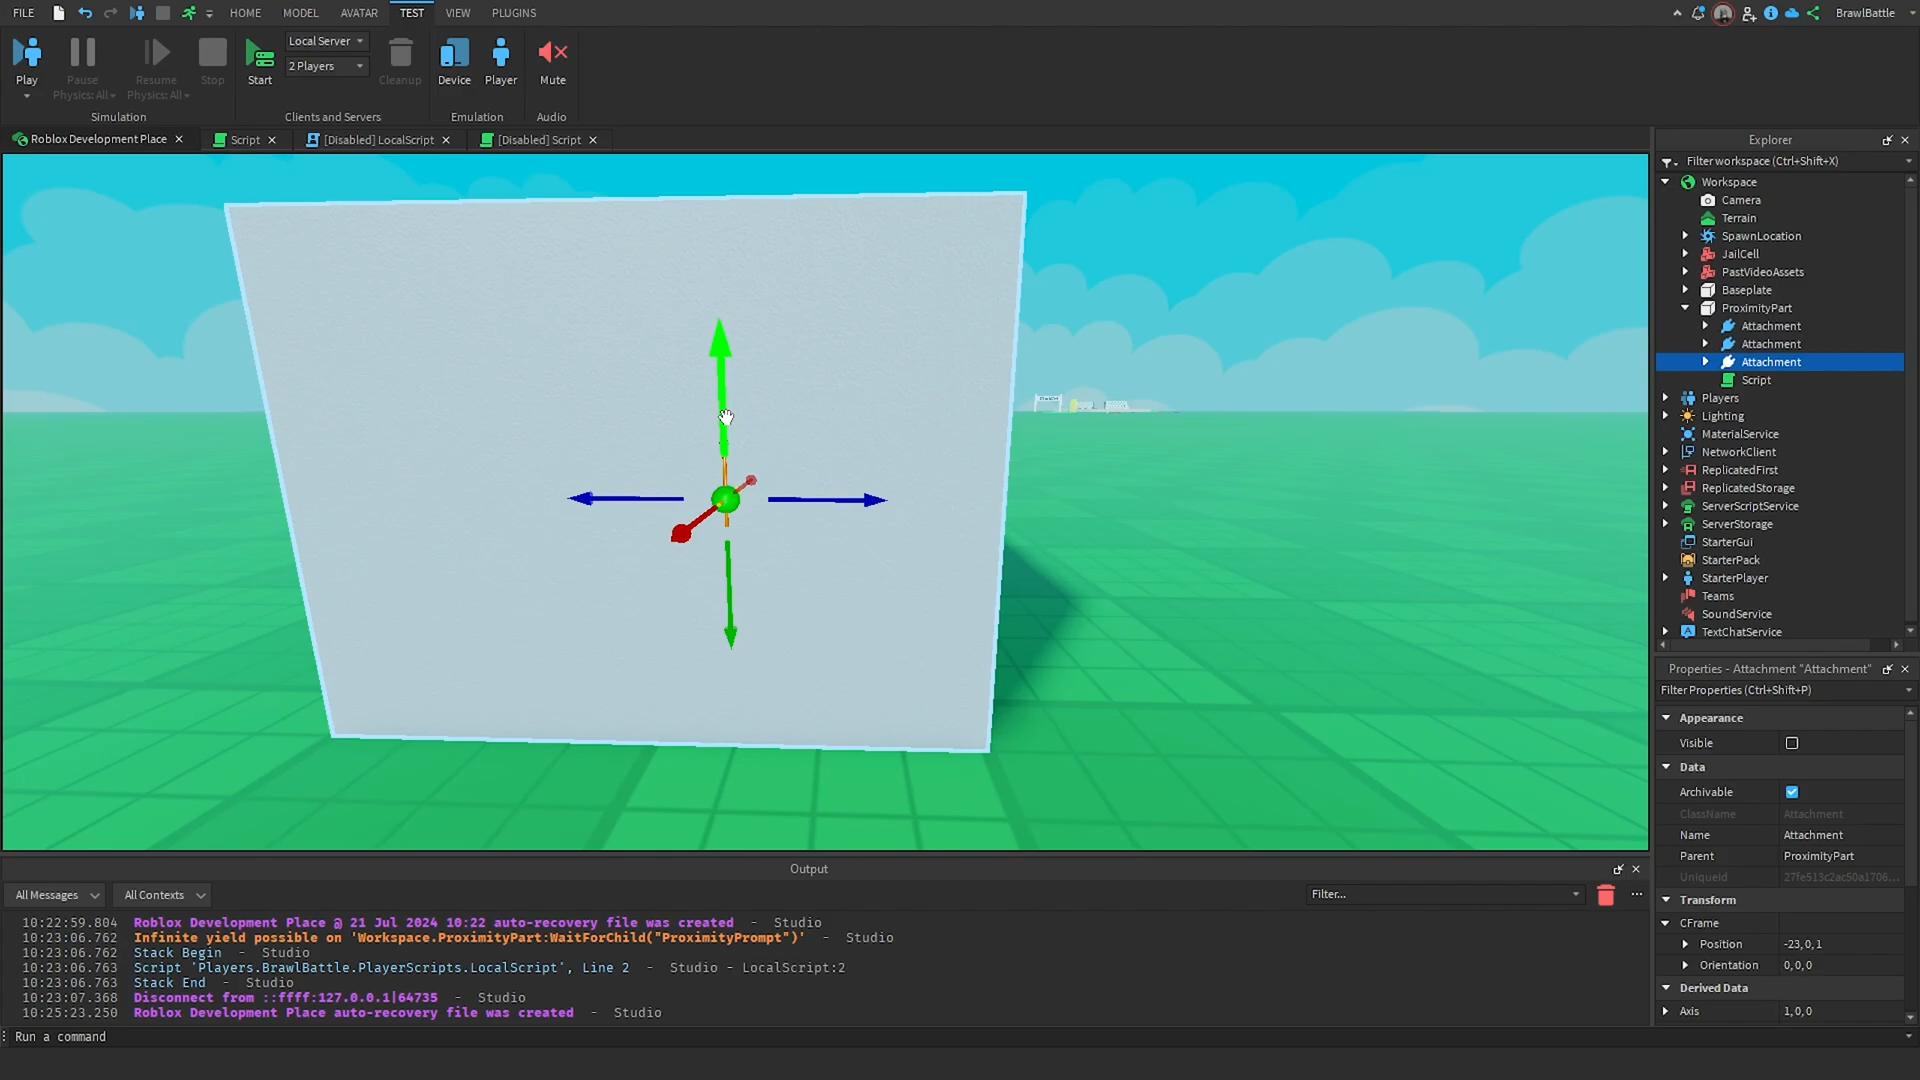 FILE HOME MODEL AVATAR TEST VIEW PLUGINS BrawlBattle
Play
Pause
Physics: All
Resume
Physics: All
Stop
Simulation
Start
Local Server
2 Players
Cleanup
Clients and Servers
Device
Player
Emulation
Mute
Audio
Roblox Development Place
Script
[Disabled] LocalScript
[Disabled] Script
Explorer
Filter workspace (Ctrl+Shift+X)
Workspace
Camera
Terrain
SpawnLocation
JailCell
PastVideoAssets
Baseplate
ProximityPart
Attachment
Attachment
Attachment
Script
Players
Lighting
MaterialService
NetworkClient
ReplicatedFirst
ReplicatedStorage
ServerScriptService
ServerStorage
StarterGui
StarterPack
StarterPlayer
Teams
SoundService
TextChatService
Properties - Attachment "Attachment"
Filter Properties (Ctrl+Shift+P)
Appearance
Visible
Data
Archivable
ClassName Attachment
Name Attachment
Parent ProximityPart
UniqueId 27fe513c2ac50a1706...
Transform
CFrame
Position -23,0,1
Orientation 0,0,0
Derived Data
Axis 1,0,0
Output
All Messages All Contexts Filter...
10:22:59.804 Roblox Development Place @ 21 Jul 2024 10:22 auto-recovery file was created - Studio
10:23:06.762 Infinite yield possible on 'Workspace.ProximityPart:WaitForChild("ProximityPrompt")' - Studio
10:23:06.762 Stack Begin - Studio
10:23:06.763 Script 'Players.BrawlBattle.PlayerScripts.LocalScript', Line 2 - Studio - LocalScript:2
10:23:06.763 Stack End - Studio
10:23:07.368 Disconnect from ::ffff:127.0.0.1|64735 - Studio
10:25:23.250 Roblox Development Place auto-recovery file was created - Studio
Run a command